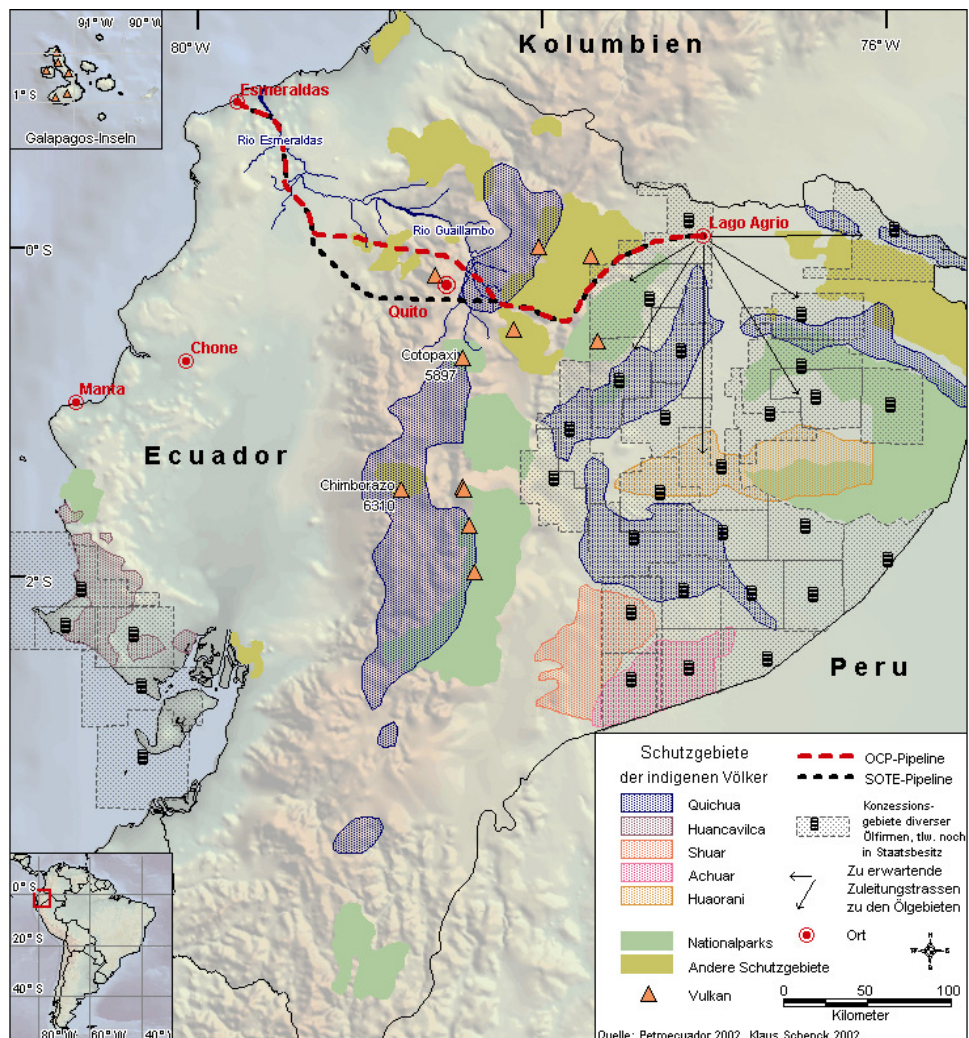 91° W 90° W
1° S
Galapagos-Inseln
80° W
Kolumbien
76° W
Esmeraldas
Rio Esmeraldas
Rio Guaillambo
Lago Agrio
0° S
Quito
Chone
Cotopaxi
5897
Manta
Ecuador
Chimborazo
6310
2° S
Peru
Schutzgebiete
der indigenen Völker
Quichua
Huancavilca
Shuar
Achuar
Huaorani
Nationalparks
Andere Schutzgebiete
Vulkan
OCP-Pipeline
SOTE-Pipeline
Konzessions-
gebiete diverser
Ölfirmen, tlw. noch
in Staatsbesitz
Zu erwartende
Zuleitungstrassen
zu den Ölgebieten
Ort
N
W E
S
0 50 100
Kilometer
Quelle: Petroecuador 2002, Klaus Schenck 2002
0° S
20° S
40° S
80° W 60° W 40°